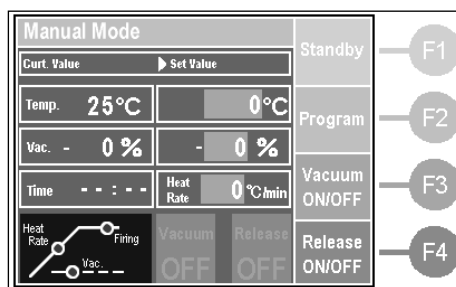 Manual Mode
Curt. Value ▶ Set Value
Temp. 25°C 0°C
Vac. - 0 % - 0 %
Time - - : - - Heat Rate 0 °C/min
Heat Rate Firing
Vac.
Vacuum OFF
Release OFF
Standby
Program
Vacuum ON/OFF
Release ON/OFF
F1
F2
F3
F4